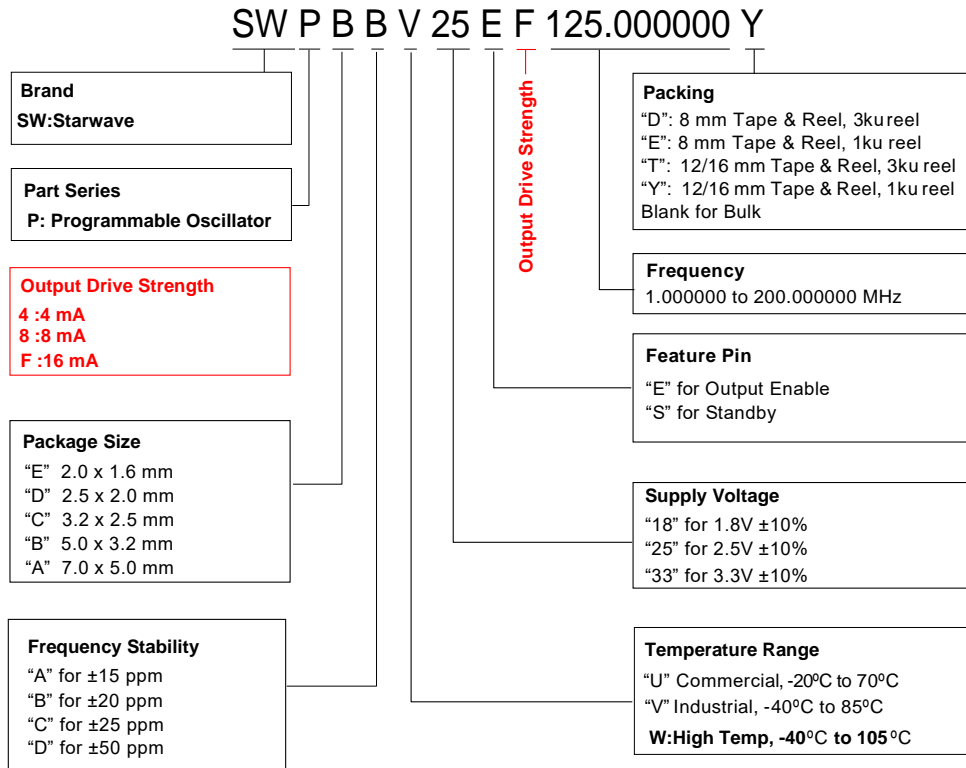 SW P B B V 25 E F 125.000000 Y
Brand
SW:Starwave
Part Series
P: Programmable Oscillator
Output Drive Strength
4 :4 mA
8 :8 mA
F :16 mA
Package Size
“E” 2.0 x 1.6 mm
“D” 2.5 x 2.0 mm
“C” 3.2 x 2.5 mm
“B” 5.0 x 3.2 mm
“A” 7.0 x 5.0 mm
Frequency Stability
“A” for ±15 ppm
“B” for ±20 ppm
“C” for ±25 ppm
“D” for ±50 ppm
Output Drive Strength
Packing
“D”: 8 mm Tape & Reel, 3ku reel
“E”: 8 mm Tape & Reel, 1ku reel
“T”: 12/16 mm Tape & Reel, 3ku reel
“Y”: 12/16 mm Tape & Reel, 1ku reel
Blank for Bulk
Frequency
1.000000 to 200.000000 MHz
Feature Pin
“E” for Output Enable
“S” for Standby
Supply Voltage
“18” for 1.8V ±10%
“25” for 2.5V ±10%
“33” for 3.3V ±10%
Temperature Range
“U” Commercial, -20ºC to 70ºC
“V” Industrial, -40ºC to 85ºC
W:High Temp, -40ºC to 105ºC